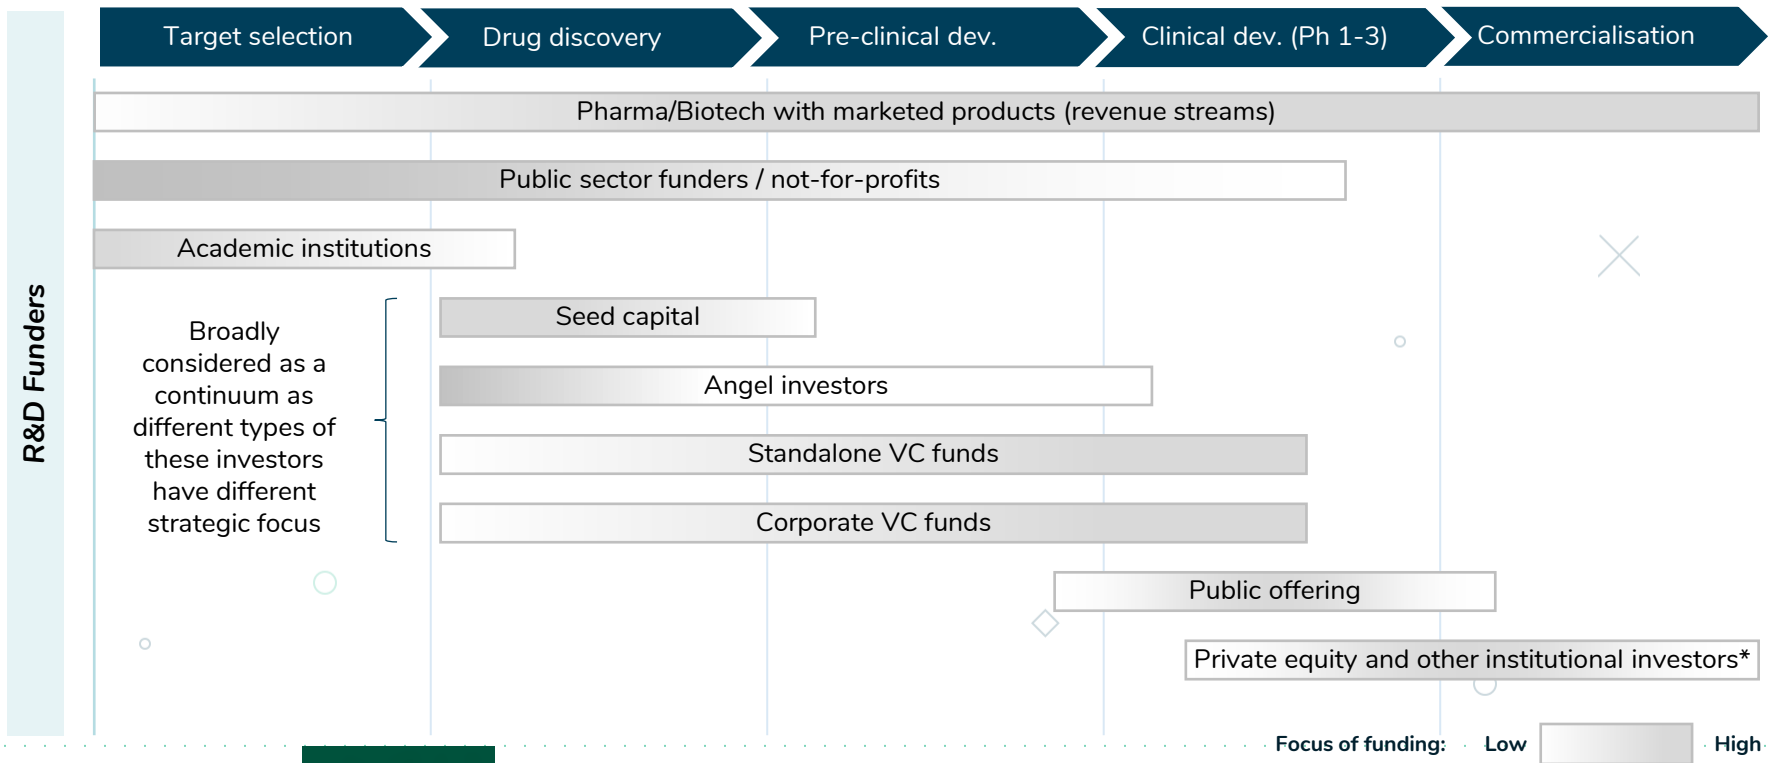 Target selection
Drug discovery
Pre-clinical dev.
Clinical dev. (Ph 1-3)
Commercialisation
R&D Funders
Pharma/Biotech with marketed products (revenue streams)
Public sector funders / not-for-profits
Academic institutions
Broadly
considered as a
continuum as
different types of
these investors
have different
strategic focus
Seed capital
Angel investors
Standalone VC funds
Corporate VC funds
Public offering
Private equity and other institutional investors*
Focus of funding: Low High